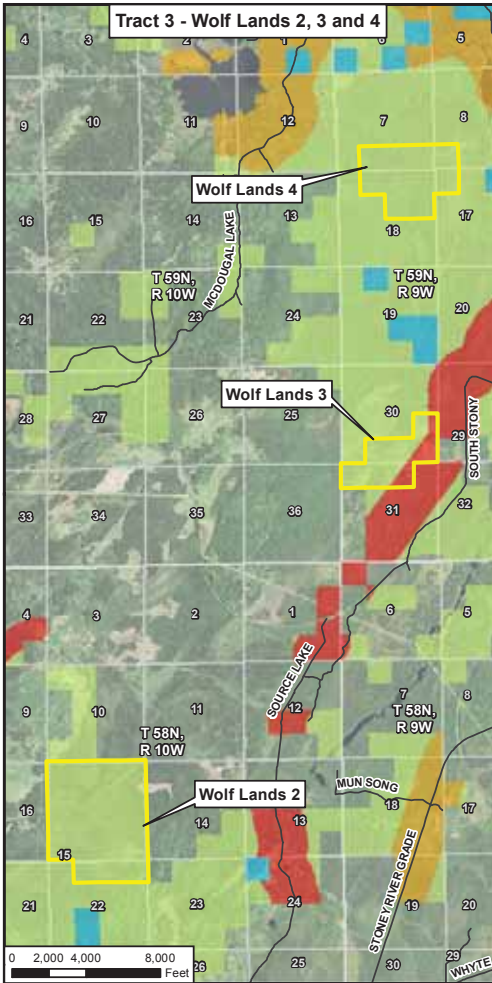 Tract 3 - Wolf Lands 2, 3 and 4
4 3 2 1 6 5
9 10 11 12 7 8
Wolf Lands 4
16 15 14 13 18 17
MCDOUGAL LAKE
T 59N,
R 10W
T 59N,
R 9W
21 22 23 24 19 20
Wolf Lands 3
28 27 26 25 30 29
SOUTH STONY
33 34 35 36 31 32
4 3 2 1 6 5
SOURCE LAKE
9 10 11 12 7 8
T 58N,
R 10W
T 58N,
R 9W
MUN SONG
Wolf Lands 2
16 15 14 13 18 17
STONEY RIVER GRADE
21 22 23 24 19 20
26 25 30 29
WHYTE
0 2,000 4,000 8,000
Feet